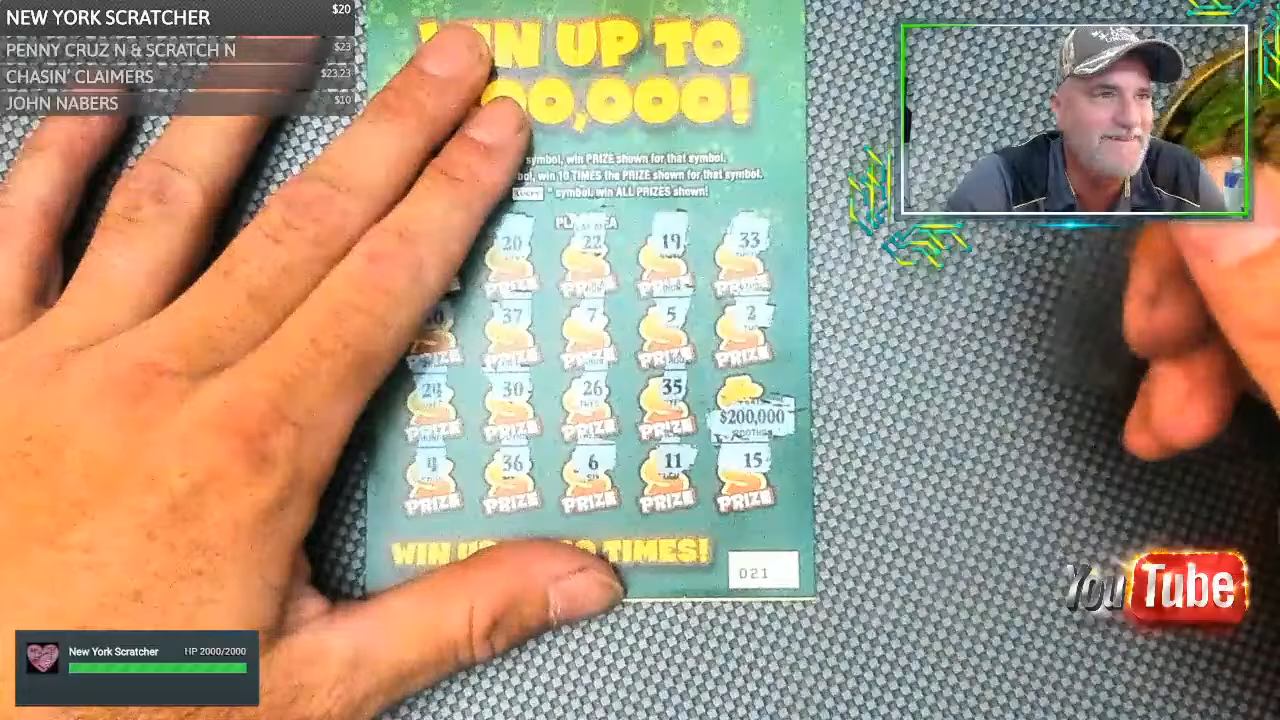 NEW YORK SCRATCHER $20
PENNY CRUZ N & SCRATCH N $23
CHASIN' CLAIMERS $23.23
JOHN NABERS $10
UP TO
00,000!
symbol, win PRIZE shown for that symbol.
win 10 TIMES the PRIZE shown for that symbol.
symbol, win ALL PRIZES shown!
20 22 19 33
PRIZE PRIZE PRIZE PRIZE
37 7 5 2
PRIZE PRIZE PRIZE PRIZE PRIZE
30 26 35
$200,000
PRIZE PRIZE PRIZE PRIZE
4 36 6 11 15
PRIZE PRIZE PRIZE PRIZE PRIZE
WIN TIMES!
021
YouTube
New York Scratcher HP 2000/2000